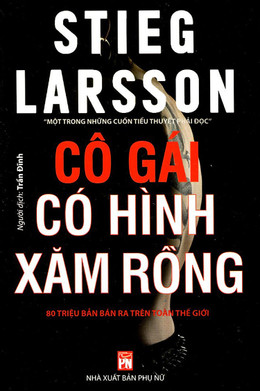 STIEG
LARSSON
"MỘT TRONG NHỮNG CUỐN TIỂU THUYẾT PHẢI ĐỌC"
Người dịch: Trần Đĩnh
CÔ GÁI
CÓ HÌNH
XĂM RỒNG
80 TRIỆU BẢN BÁN RA TRÊN TOÀN THẾ GIỚI
PN
NHÀ XUẤT BẢN PHỤ NỮ